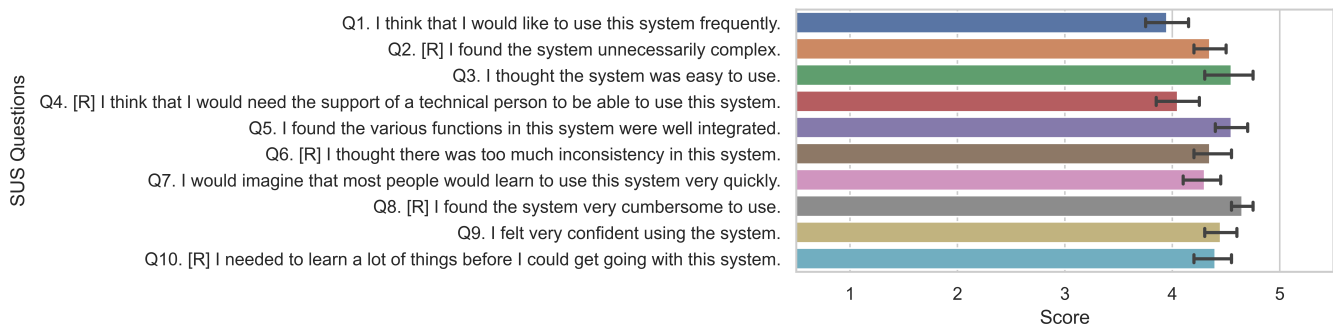 SUS Questions
Q1. I think that I would like to use this system frequently.
Q2. [R] I found the system unnecessarily complex.
Q3. I thought the system was easy to use.
Q4. [R] I think that I would need the support of a technical person to be able to use this system.
Q5. I found the various functions in this system were well integrated.
Q6. [R] I thought there was too much inconsistency in this system.
Q7. I would imagine that most people would learn to use this system very quickly.
Q8. [R] I found the system very cumbersome to use.
Q9. I felt very confident using the system.
Q10. [R] I needed to learn a lot of things before I could get going with this system.
1 2 3 4 5
Score